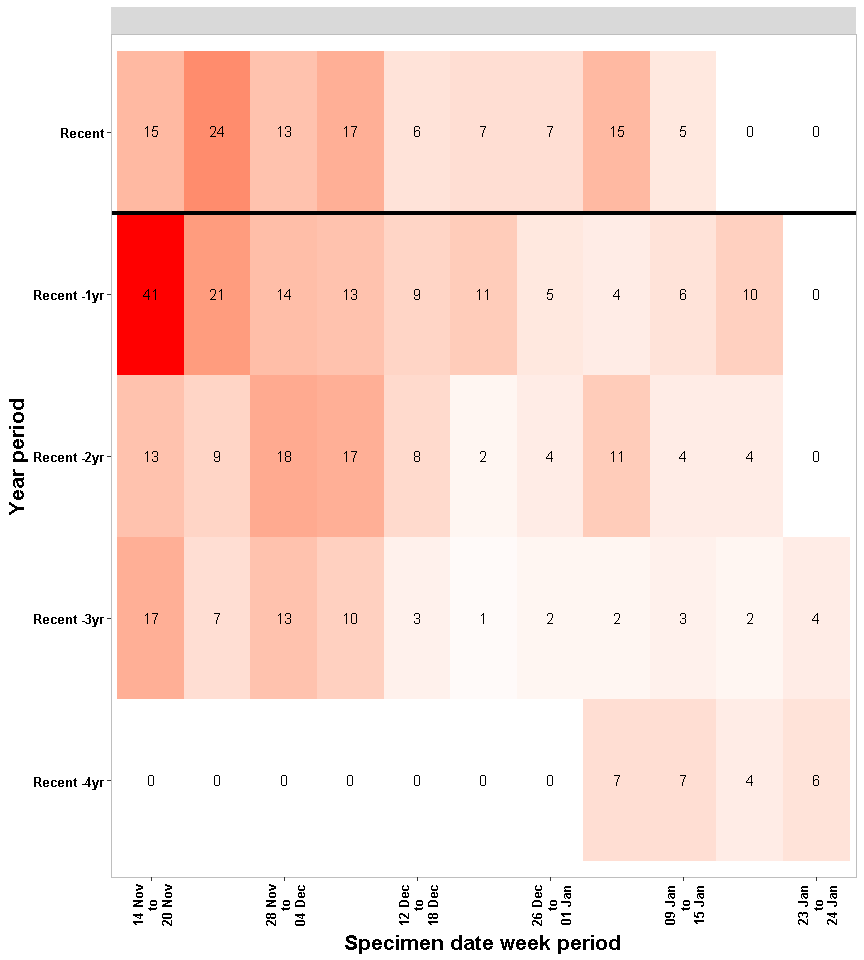 Recent 15 24 13 17 6 7 7 15 5 0 0
Recent -1yr 41 21 14 13 9 11 5 4 6 10 0
Recent -2yr 13 9 18 17 8 2 4 11 4 4 0
Recent -3yr 17 7 13 10 3 1 2 2 3 2 4
Recent -4yr 0 0 0 0 0 0 0 7 7 4 6
Year period
14 Nov
to
20 Nov
28 Nov
to
04 Dec
12 Dec
to
18 Dec
26 Dec
to
01 Jan
09 Jan
to
15 Jan
23 Jan
to
24 Jan
Specimen date week period